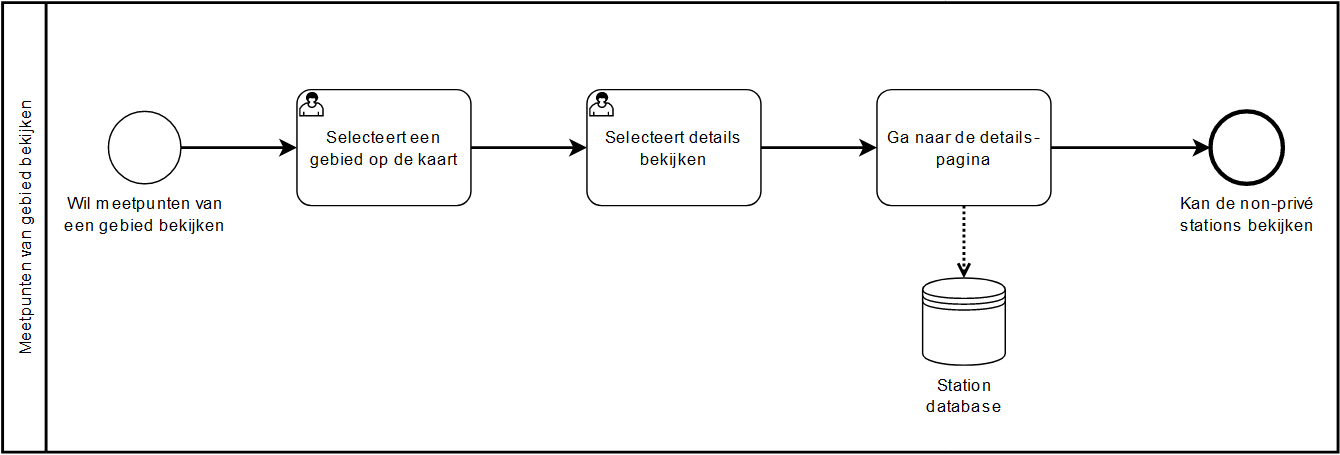 Meetpunten van gebied bekijken
Wil meetpunten van
een gebied bekijken
Selecteert een
gebied op de kaart
Selecteert details
bekijken
Ga naar de details-
pagina
Station
database
Kan de non-privé
stations bekijken